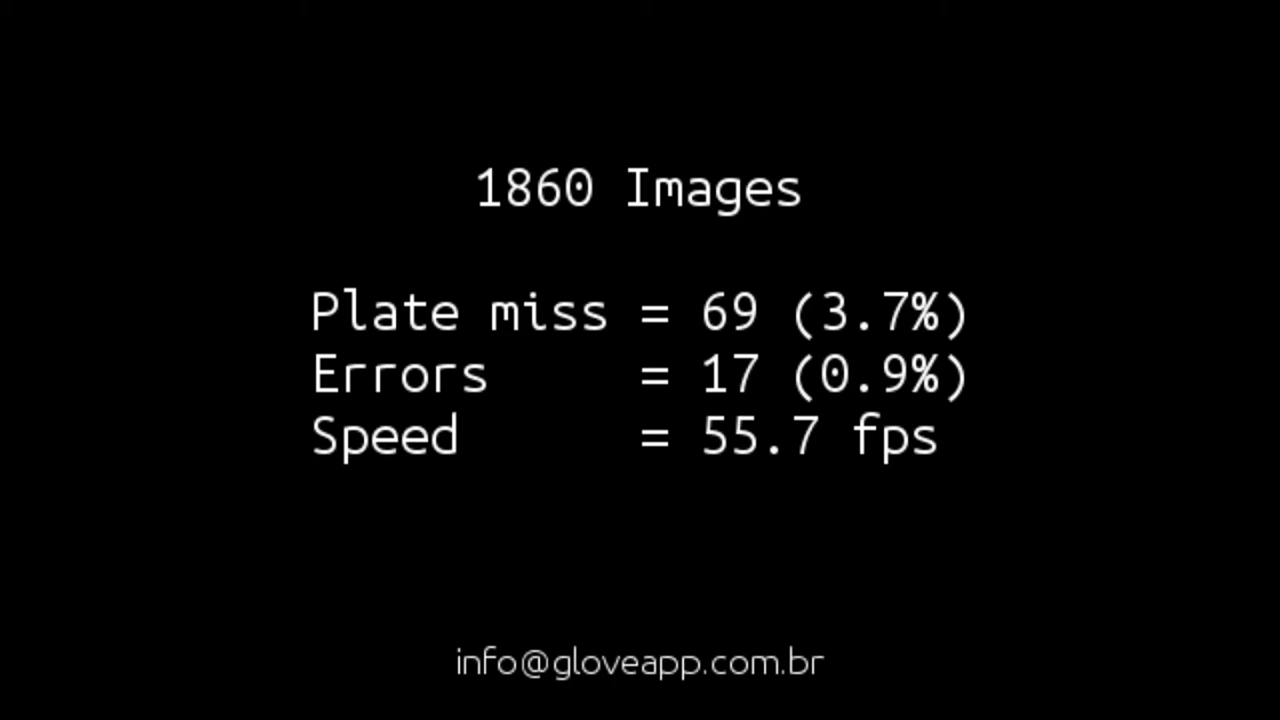 1860 Images
Plate miss = 69 (3.7%)
Errors = 17 (0.9%)
Speed = 55.7 fps
info@gloveapp.com.br